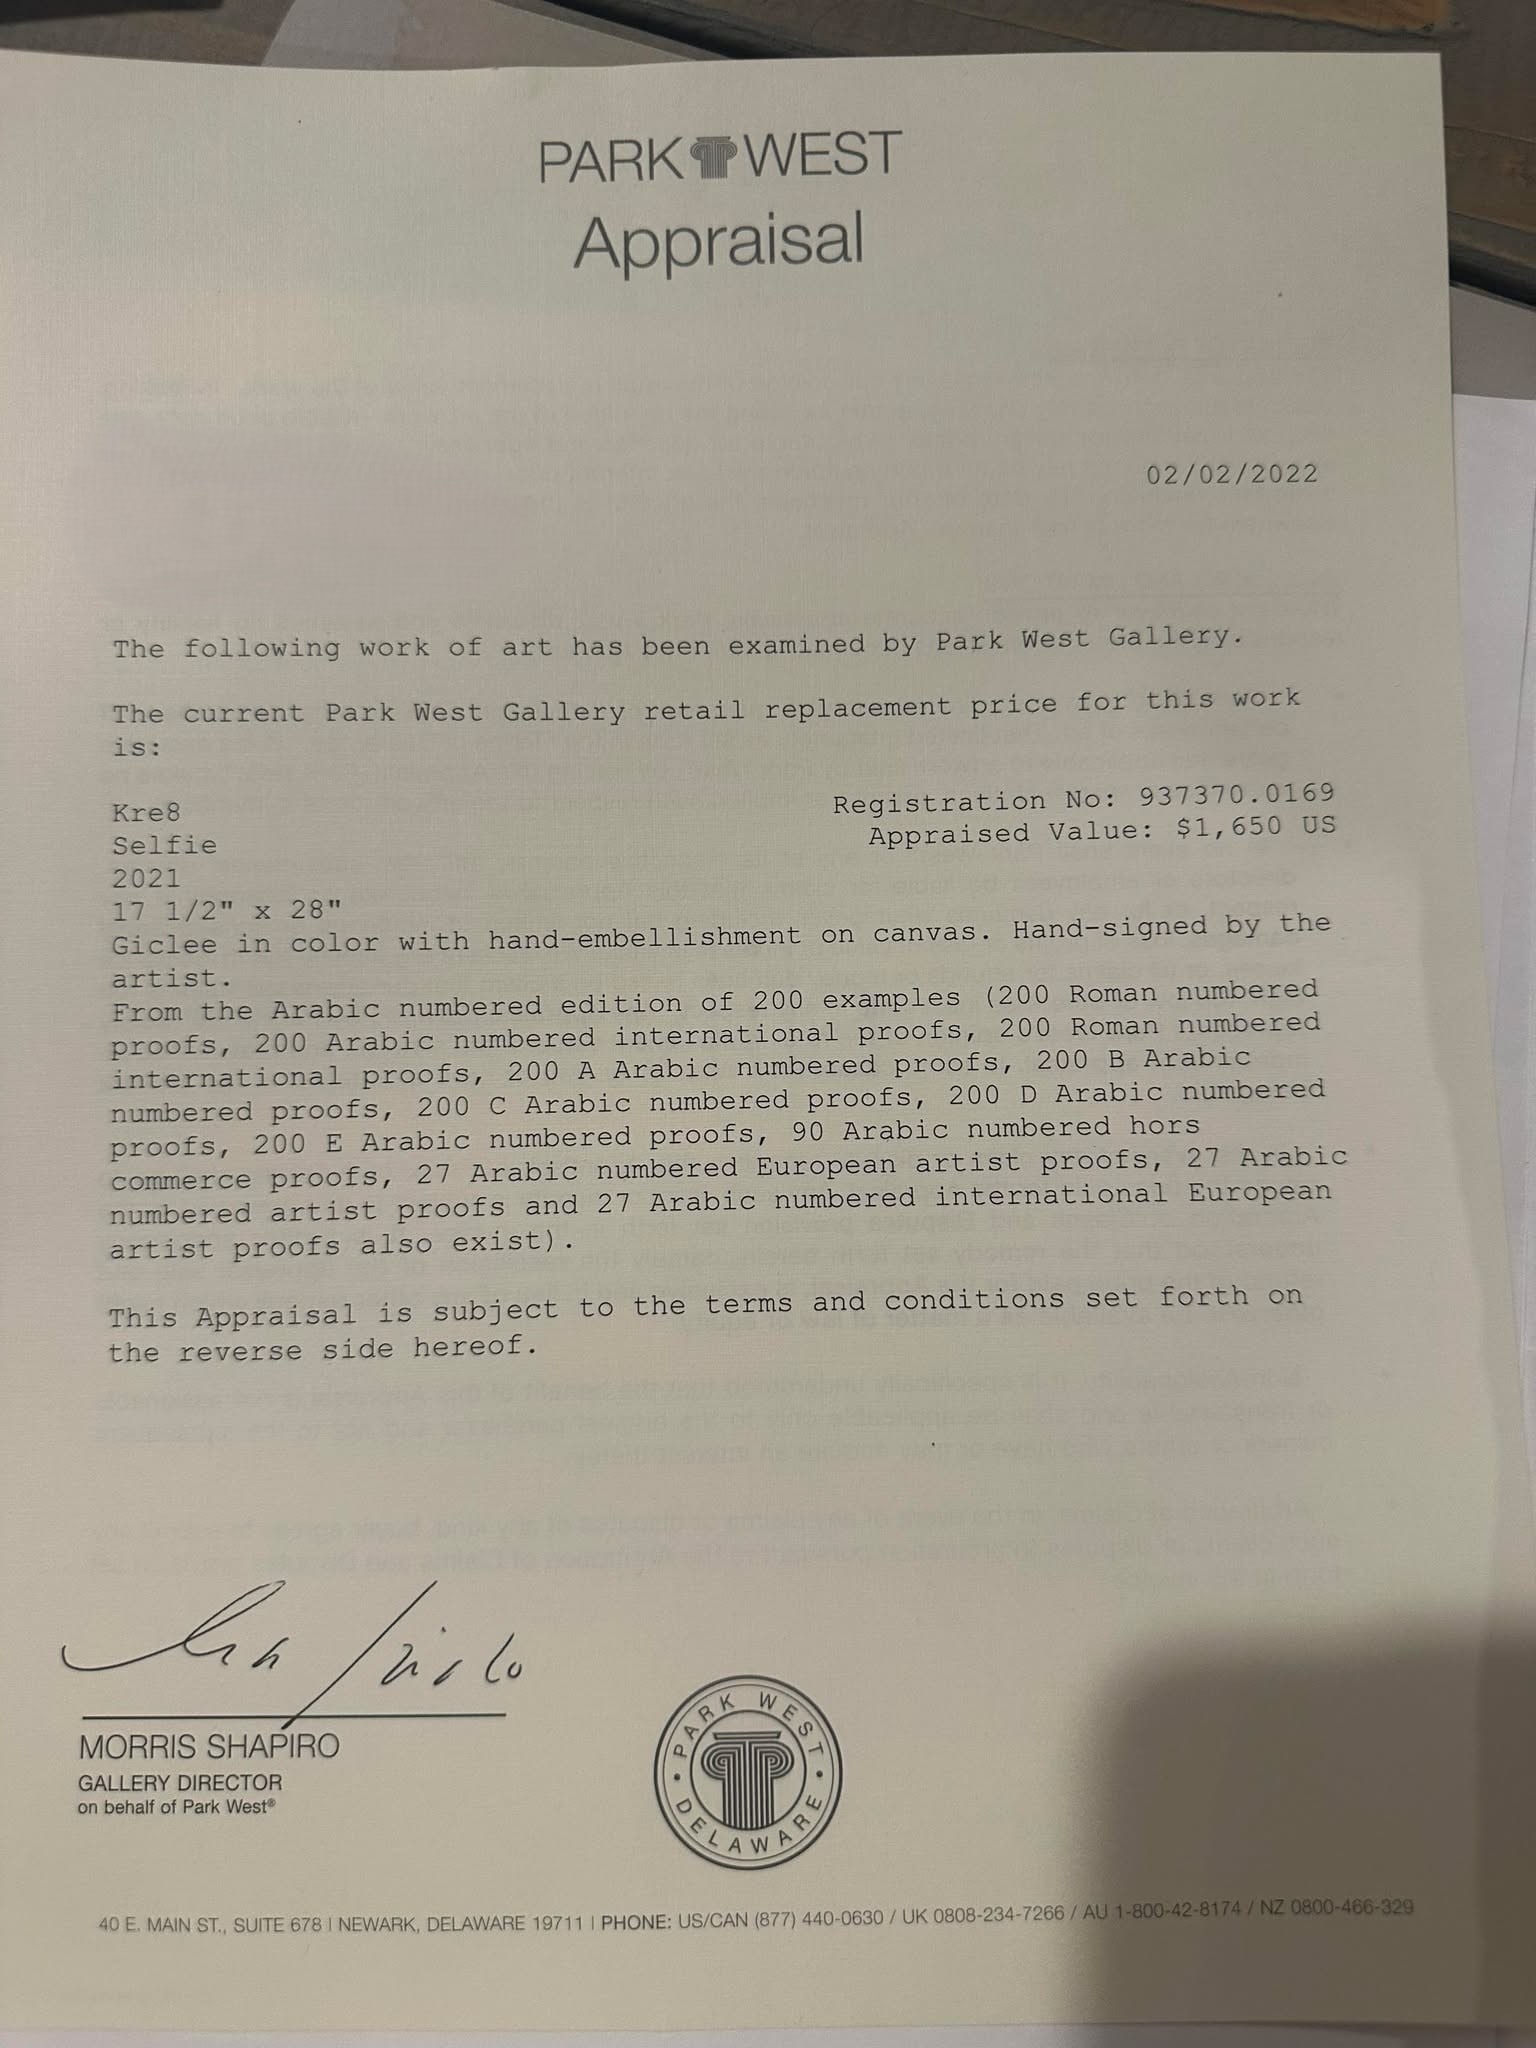 PARK WEST
Appraisal
02/02/2022
The following work of art has been examined by Park West Gallery.
The current Park West Gallery retail replacement price for this work
is:
Kre8
Registration No: 937370.0169
Selfie
Appraised Value: $1,650 US
2021
17 1/2" x 28"
Giclee in color with hand-embellishment on canvas. Hand-signed by the
artist.
From the Arabic numbered edition of 200 examples (200 Roman numbered
proofs, 200 Arabic numbered international proofs, 200 Roman numbered
international proofs, 200 A Arabic numbered proofs, 200 B Arabic
numbered proofs, 200 C Arabic numbered proofs, 200 D Arabic numbered
proofs, 200 E Arabic numbered proofs, 90 Arabic numbered hors
commerce proofs, 27 Arabic numbered European artist proofs, 27 Arabic
numbered artist proofs and 27 Arabic numbered international European
artist proofs also exist).
This Appraisal is subject to the terms and conditions set forth on
the reverse side hereof.
MORRIS SHAPIRO
GALLERY DIRECTOR
on behalf of Park West®
PARK WEST
DELAWARE
40 E. MAIN ST., SUITE 678 | NEWARK, DELAWARE 19711 | PHONE: US/CAN (877) 440-0630 / UK 0808-234-7266 / AU 1-800-42-8174 / NZ 0800-466-329